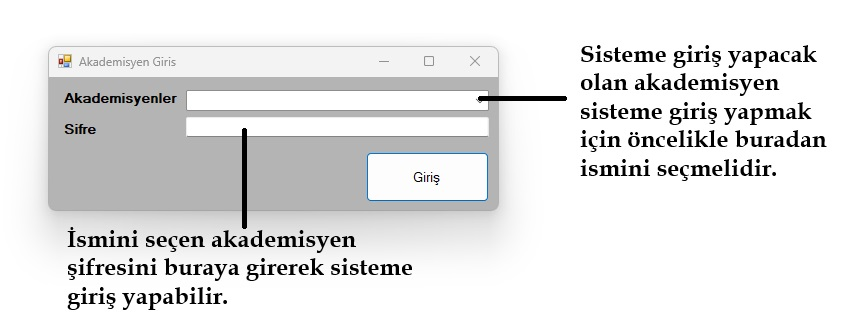 Akademisyen Giris
Akademisyenler
Sifre
Giriş
Sisteme giriş yapacak
olan akademisyen
sisteme giriş yapmak
için öncelikle buradan
ismini seçmelidir.
İsmini seçen akademisyen
şifresini buraya girerek sisteme
giriş yapabilir.